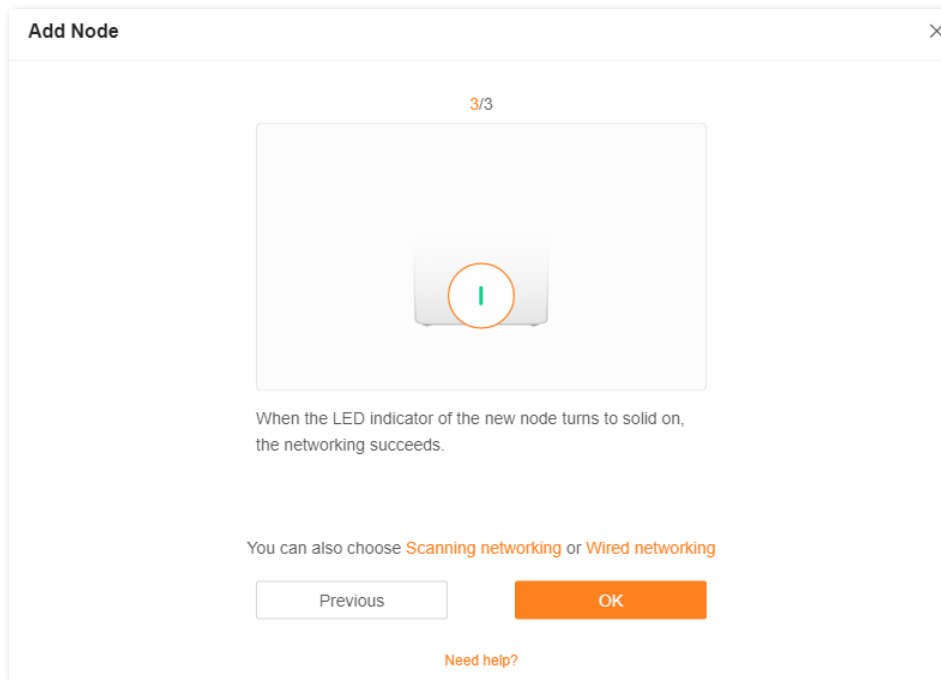 Add Node
3/3
When the LED indicator of the new node turns to solid on,
the networking succeeds.
You can also choose Scanning networking or Wired networking
Previous
OK
Need help?